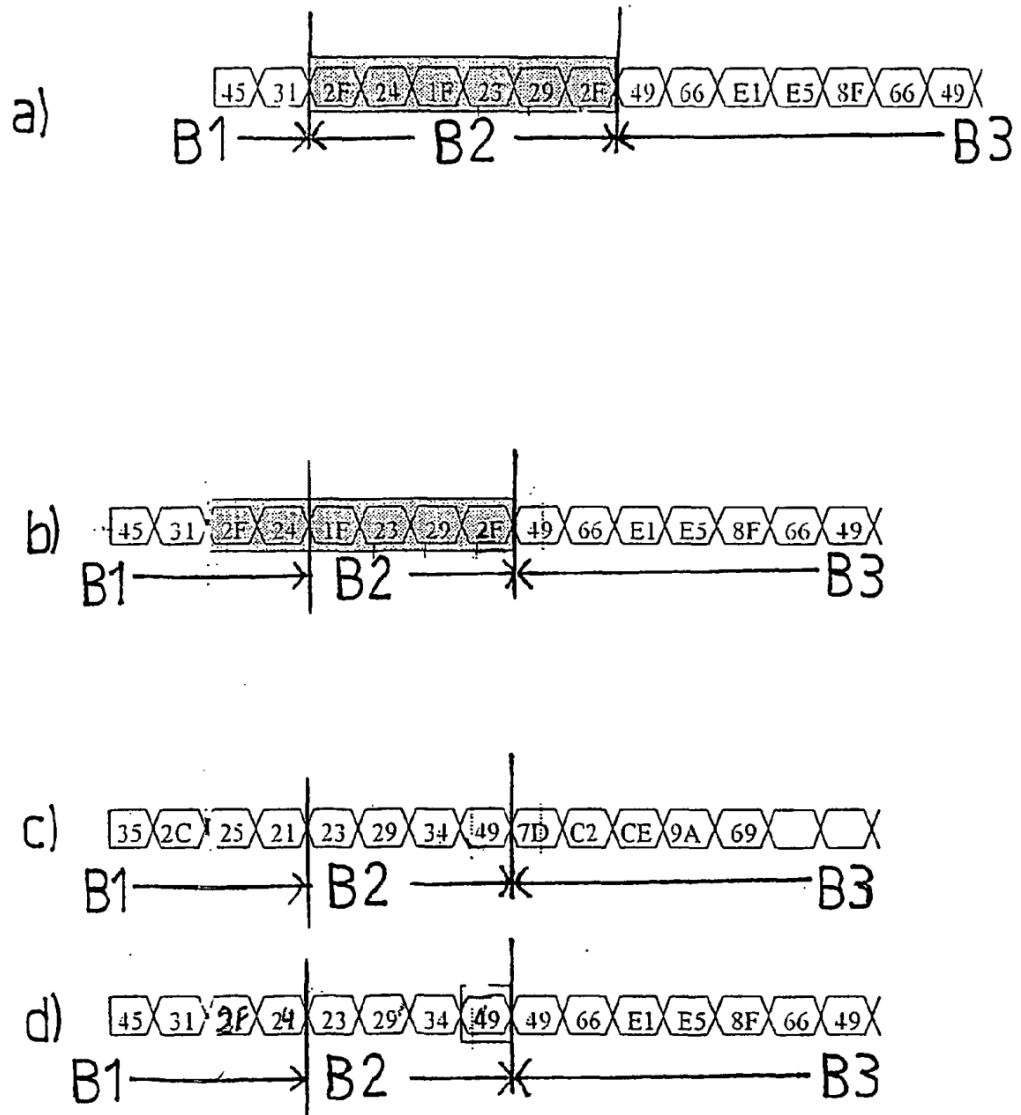 a) 45 31 2F 24 1F 23 29 2F 49 66 E1 E5 8F 66 49
B1 B2 B3
b) 45 31 2F 24 1F 23 29 2F 49 66 E1 E5 8F 66 49
B1 B2 B3
c) 35 2C 25 21 23 29 34 49 7D C2 CE 9A 69
B1 B2 B3
d) 45 31 2F 24 23 29 34 49 49 66 E1 E5 8F 66 49
B1 B2 B3